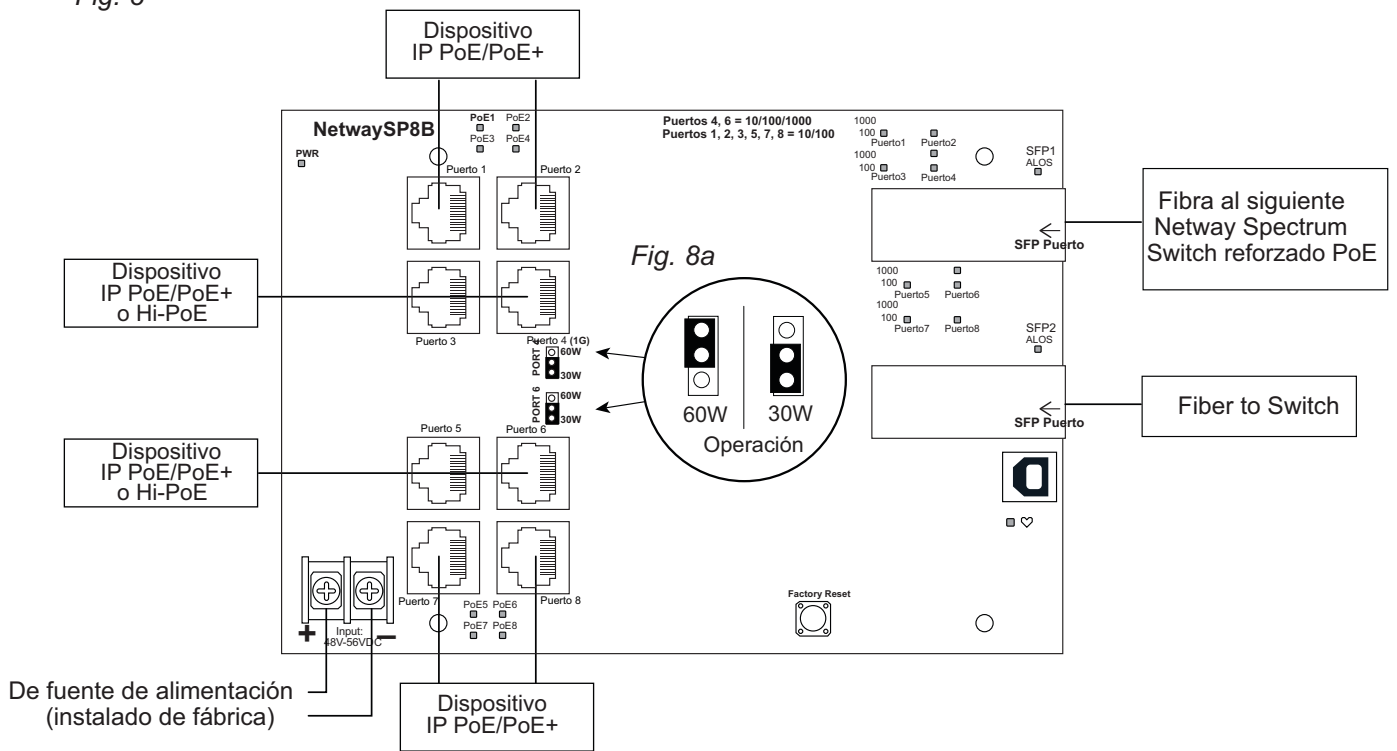 Dispositivo
IP PoE/PoE+
NetwaySP8B
PoE1 PoE2
PoE3 PoE4
PWR
Puertos 4, 6 = 10/100/1000
Puertos 1, 2, 3, 5, 7, 8 = 10/100
1000
100
Puerto1 Puerto2
1000
100
Puerto3 Puerto4
SFP1
ALOS
Puerto 1
Puerto 2
Fibra al siguiente
Netway Spectrum
Switch reforzado PoE
SFP Puerto
Fig. 8a
Dispositivo
IP PoE/PoE+
o Hi-PoE
Puerto 3
Puerto 4 (1G)
PORT 4
60W
30W
PORT 6
60W
30W
60W
30W
Operación
1000
100
Puerto5 Puerto6
1000
100
Puerto7 Puerto8
SFP2
ALOS
Fiber to Switch
SFP Puerto
Puerto 5
Puerto 6
Dispositivo
IP PoE/PoE+
o Hi-PoE
Puerto 7
Puerto 8
PoE5 PoE6
PoE7 PoE8
Factory Reset
+ Input: −
48V-56VDC
De fuente de alimentación
(instalado de fábrica)
Dispositivo
IP PoE/PoE+